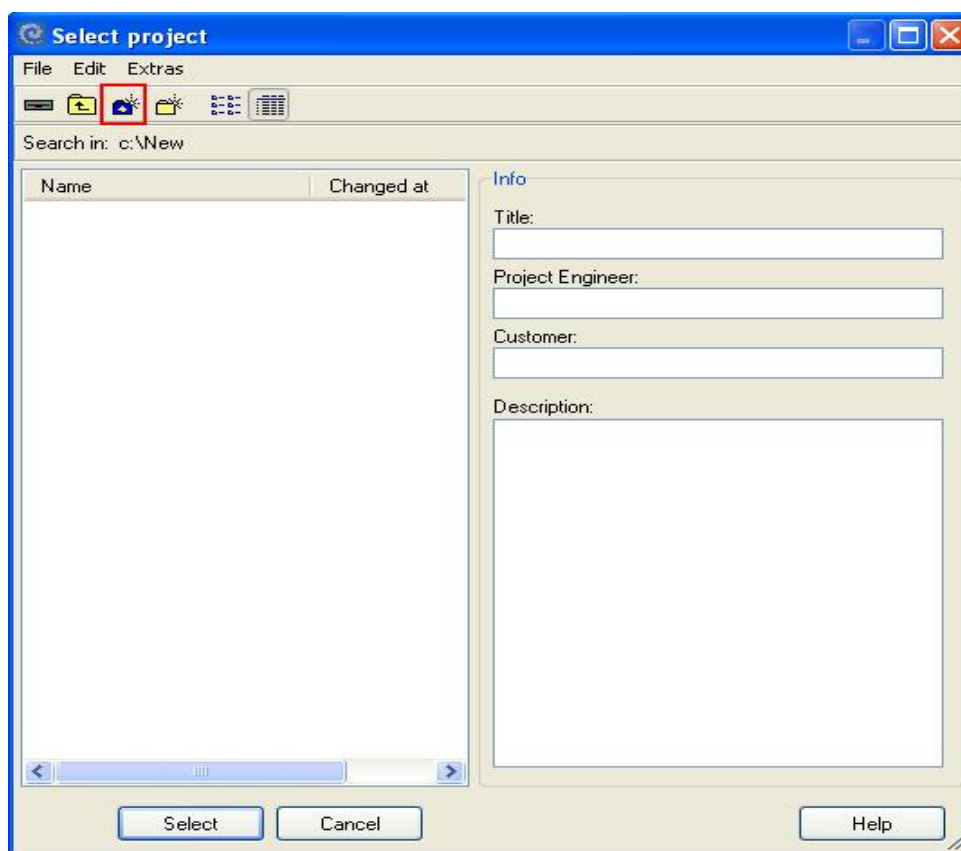 Select project
File Edit Extras
Search in: c:\New
Name Changed at
Info
Title:
Project Engineer:
Customer:
Description:
Select Cancel Help